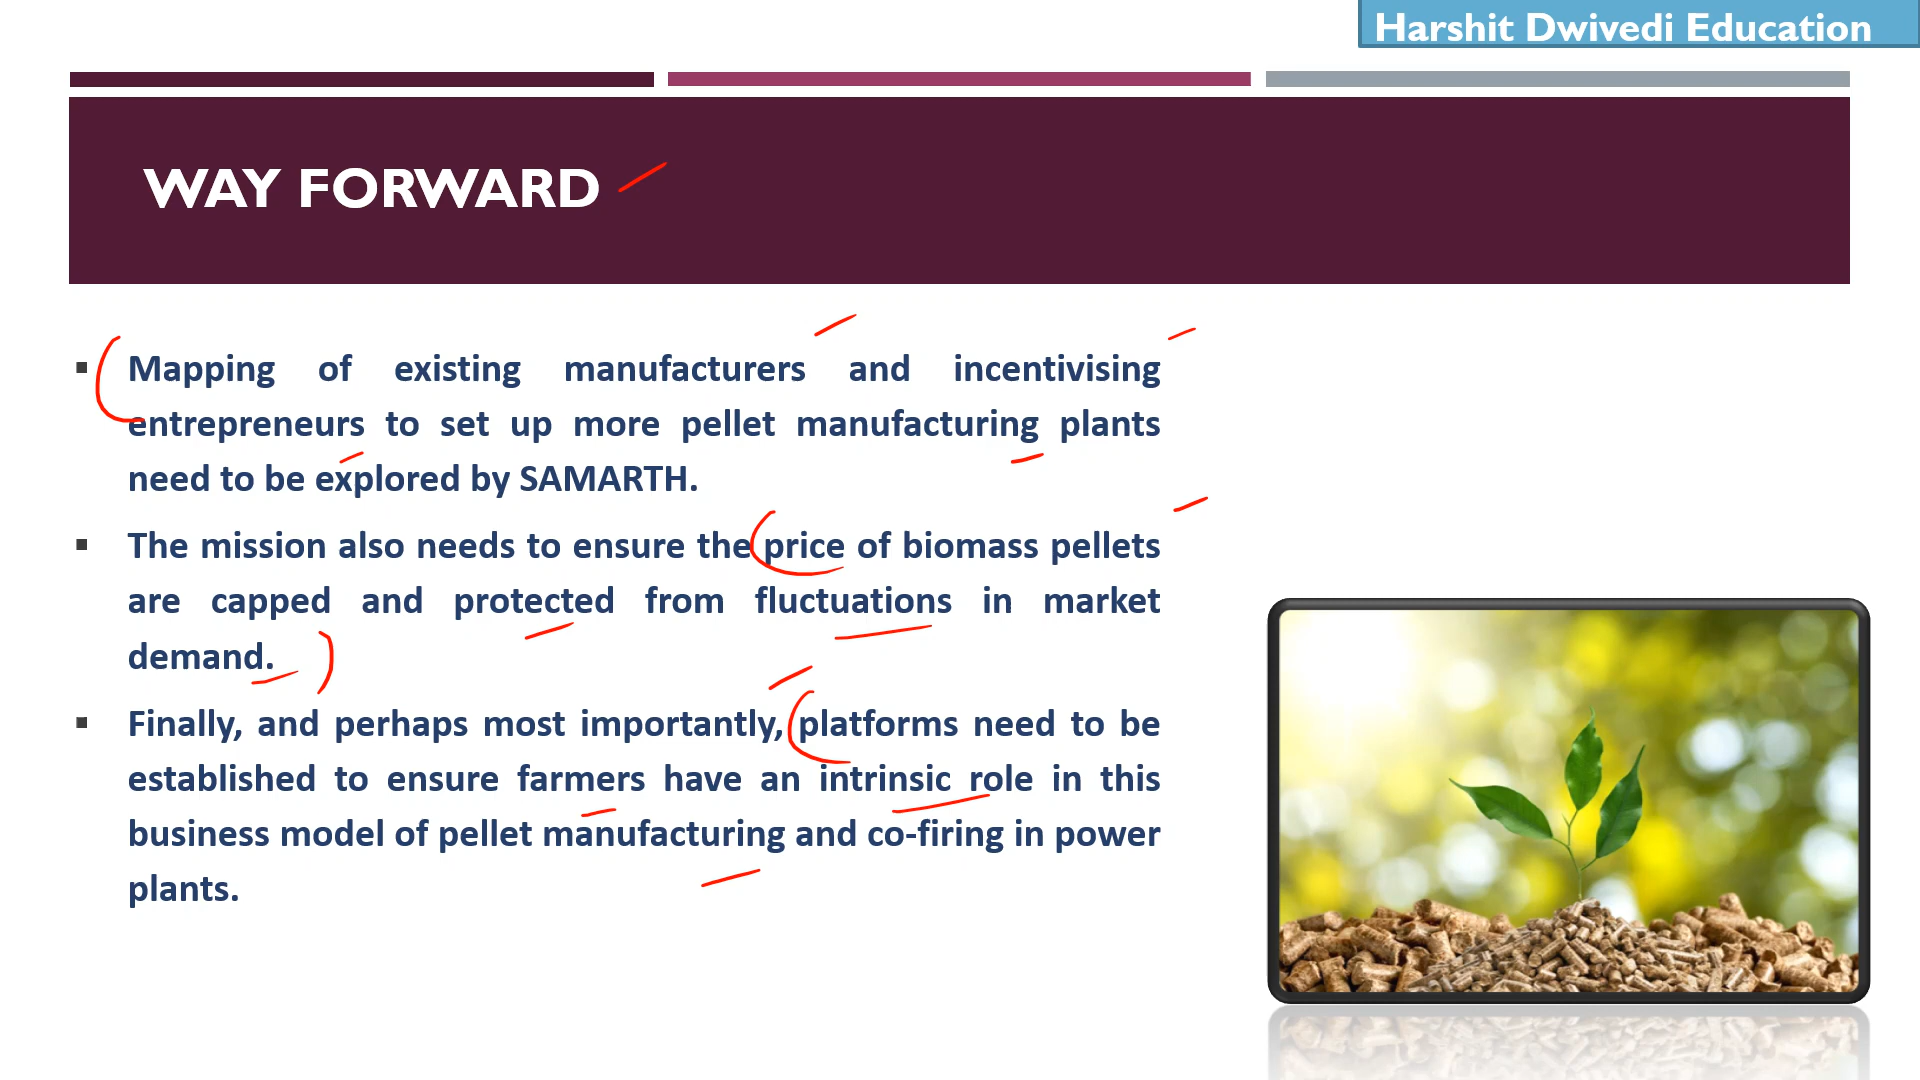 Harshit Dwivedi Education
WAY FORWARD
▪ Mapping of existing manufacturers and incentivising
entrepreneurs to set up more pellet manufacturing plants
need to be explored by SAMARTH.
▪ The mission also needs to ensure the price of biomass pellets
are capped and protected from fluctuations in market
demand.
▪ Finally, and perhaps most importantly, platforms need to be
established to ensure farmers have an intrinsic role in this
business model of pellet manufacturing and co-firing in power
plants.